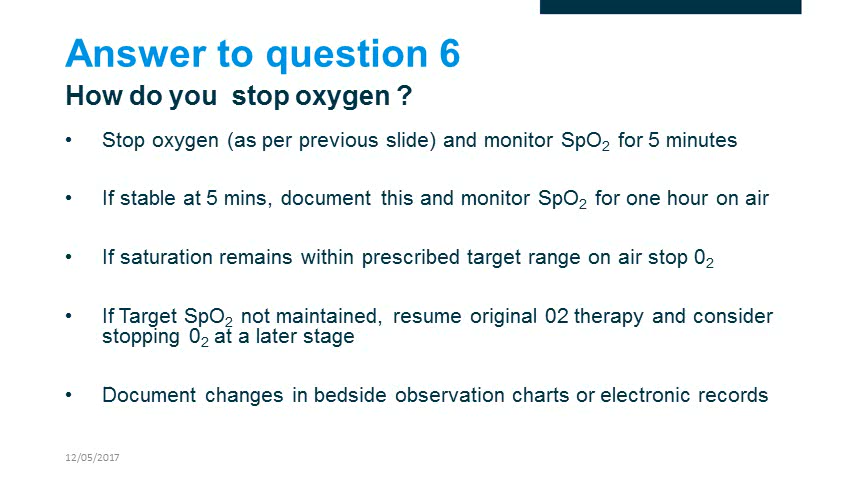 Answer to question 6
How do you stop oxygen ?
• Stop oxygen (as per previous slide) and monitor SpO₂ for 5 minutes
• If stable at 5 mins, document this and monitor SpO₂ for one hour on air
• If saturation remains within prescribed target range on air stop 0₂
• If Target SpO₂ not maintained, resume original 02 therapy and consider
stopping 0₂ at a later stage
• Document changes in bedside observation charts or electronic records
12/05/2017